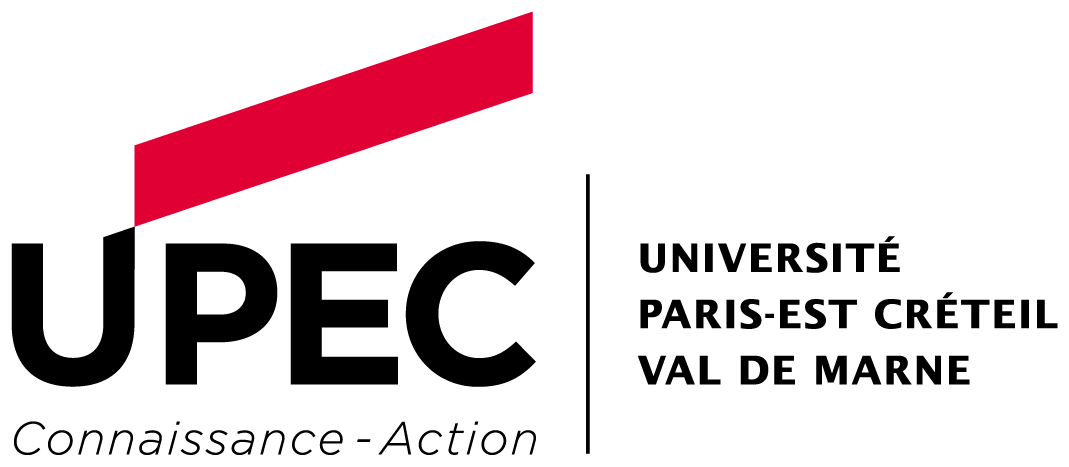 UPEC
Connaissance - Action
UNIVERSITÉ
PARIS-EST CRÉTEIL
VAL DE MARNE